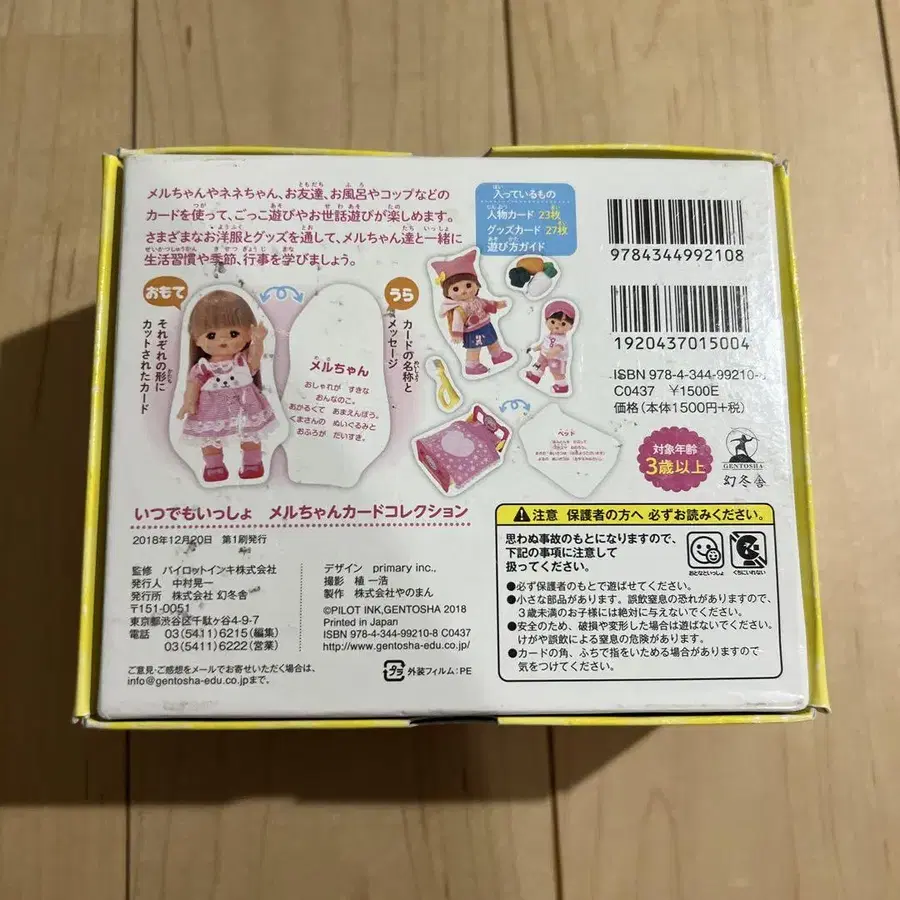 メルちゃんやネネちゃん、お友達、お風呂やコップなどの
カードを使って、ごっこ遊びやお世話遊びが楽しめます。
さまざまなお洋服とグッズを通して、メルちゃん達と一緒に
生活習慣や季節、行事を学びましょう。
入っているもの
人物カード 23枚
グッズカード 27枚
遊び方ガイド
9784344992108
1920437015004
ISBN 978-4-344-99210-8
C0437 ¥1500E
価格(本体1500円+税)
対象年齢
3歳以上
GENTOSHA
幻冬舎
おもて
それぞれの形に
カットされたカード
うら
カードの名称と
メッセージ
メルちゃん
おしゃれが すきな
おんなのこ。
あかるくて あまえんぼう。
くまさんの ぬいぐるみと
おふろが だいすき。
ベッド
いつでもいっしょ メルちゃんカードコレクション
2018年12月20日 第1刷発行
監修 パイロットインキ株式会社
発行人 中村晃一
発行所 株式会社 幻冬舎
〒151-0051
東京都渋谷区千駄ヶ谷4-9-7
電話 03(5411)6215(編集)
03(5411)6222(営業)
ご意見・ご感想をメールでお寄せいただく場合は、
info@gentosha-edu.co.jpまで。
デザイン primary inc.,
撮影 植 一浩
製作 株式会社やのまん
©PILOT INK,GENTOSHA 2018
Printed in Japan
ISBN 978-4-344-99210-8 C0437
http://www.gentosha-edu.co.jp/
プラ 外装フィルム:PE
注意 保護者の方へ 必ずお読みください。
思わぬ事故のもとになりますので、
下記の事項に注意して
扱ってください。
おとなといっしょ
くちにいれない
●必ず保護者のもとで遊ばせてください。
●小さな部品があります。誤飲窒息の恐れがありますので、
3歳未満のお子様には絶対に与えないでください。
●安全のため、破損や変形した場合は遊ばないでください。
けがや誤飲による窒息の危険があります。
●カードの角、ふちで指をいためる場合がありますので
気をつけてください。